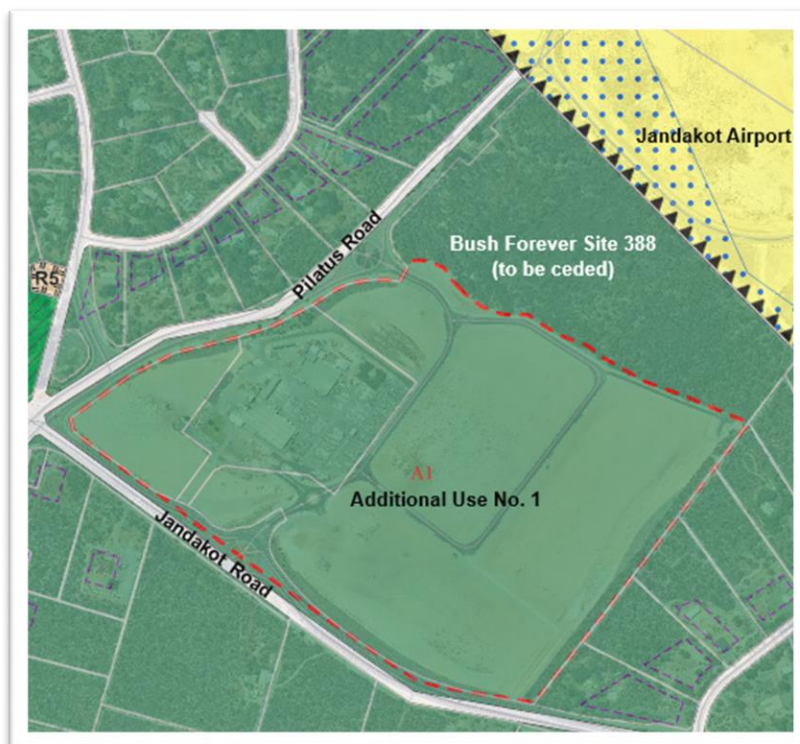 Jandakot Airport
Bush Forever Site 388
(to be ceded)
Pilatus Road
R5
A1
Additional Use No. 1
Jandakot Road